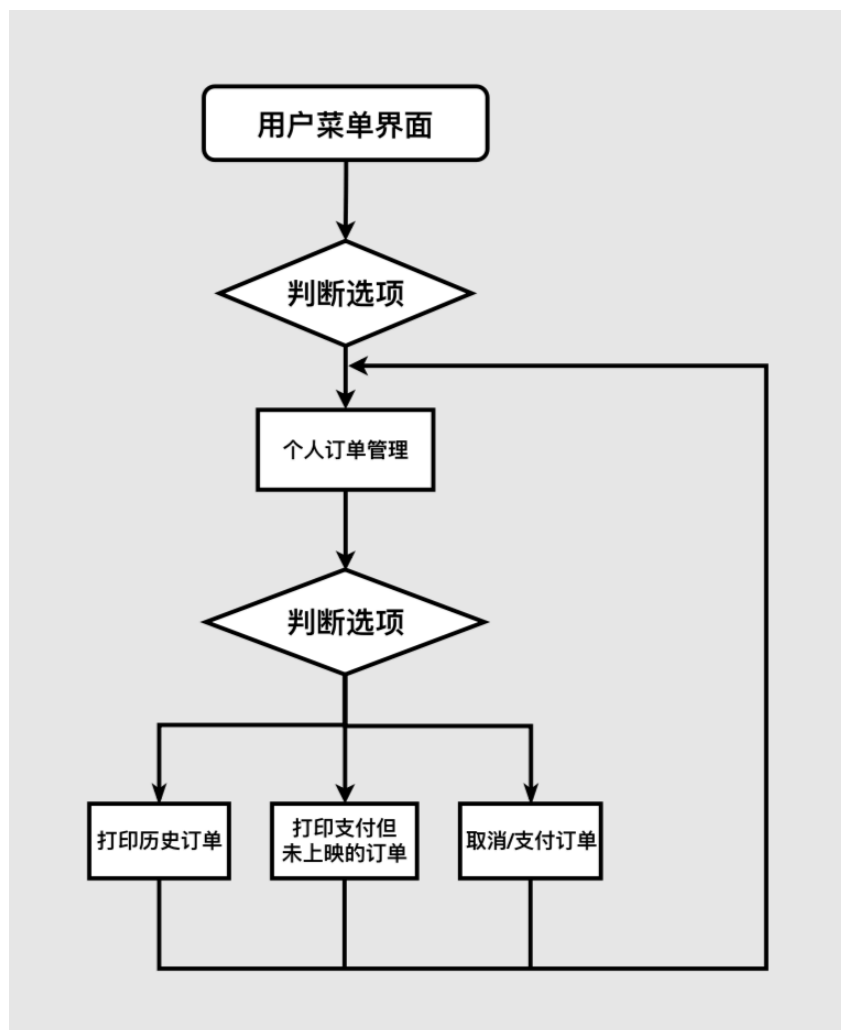 用户菜单界面
判断选项
个人订单管理
判断选项
打印历史订单
打印支付但
未上映的订单
取消/支付订单